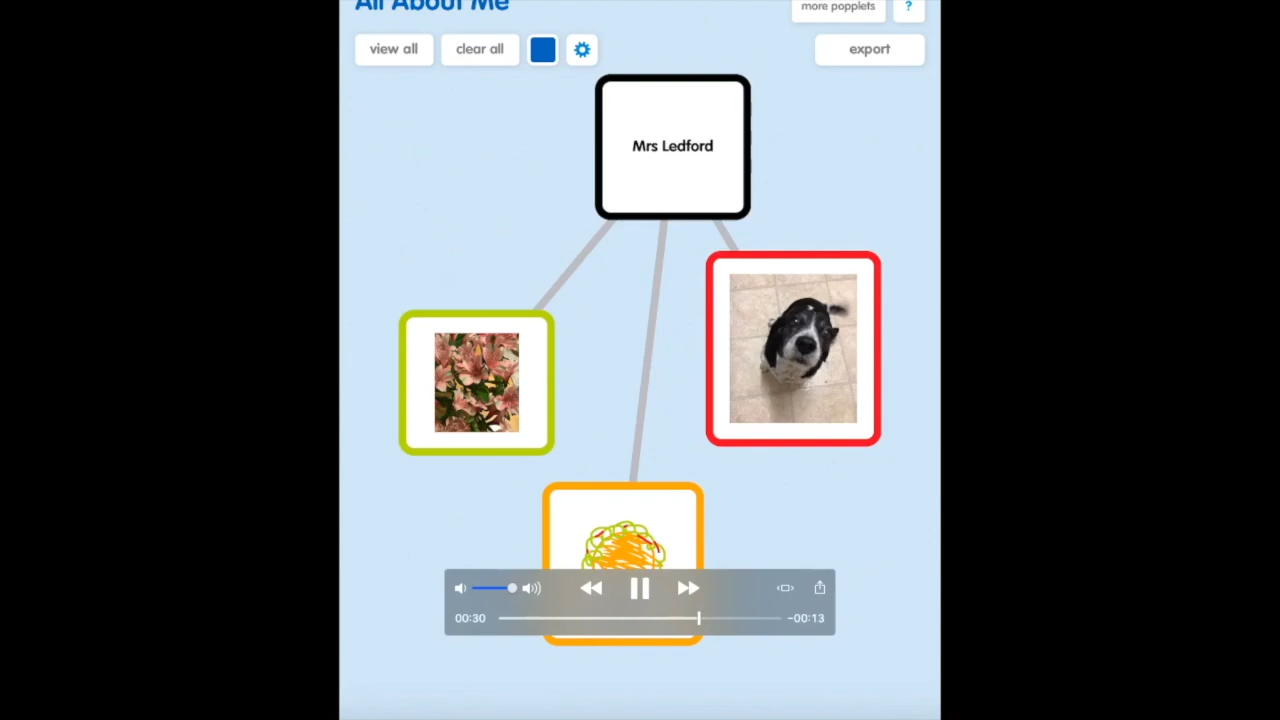 All About Me
more popplets
?
view all
clear all
export
Mrs Ledford
00:30
-00:13